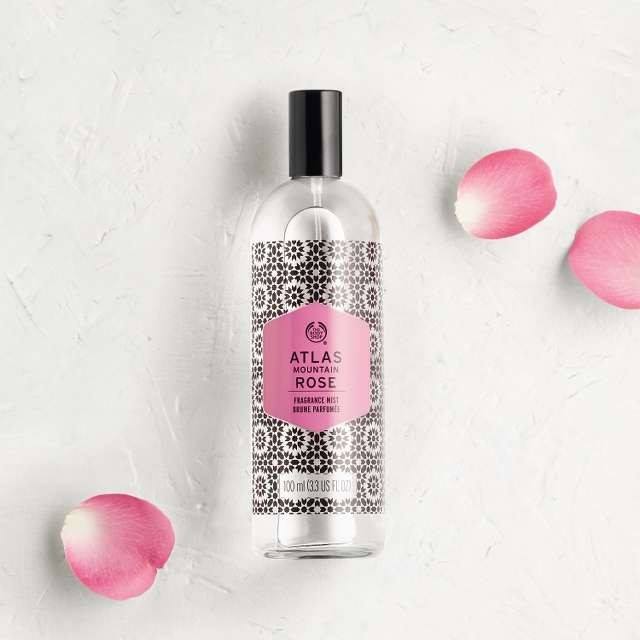 THE
BODY
SHOP
®
ATLAS
MOUNTAIN
ROSE
FRAGRANCE MIST
BRUME PARFUMÉE
100 ml (3.3 US FL OZ)